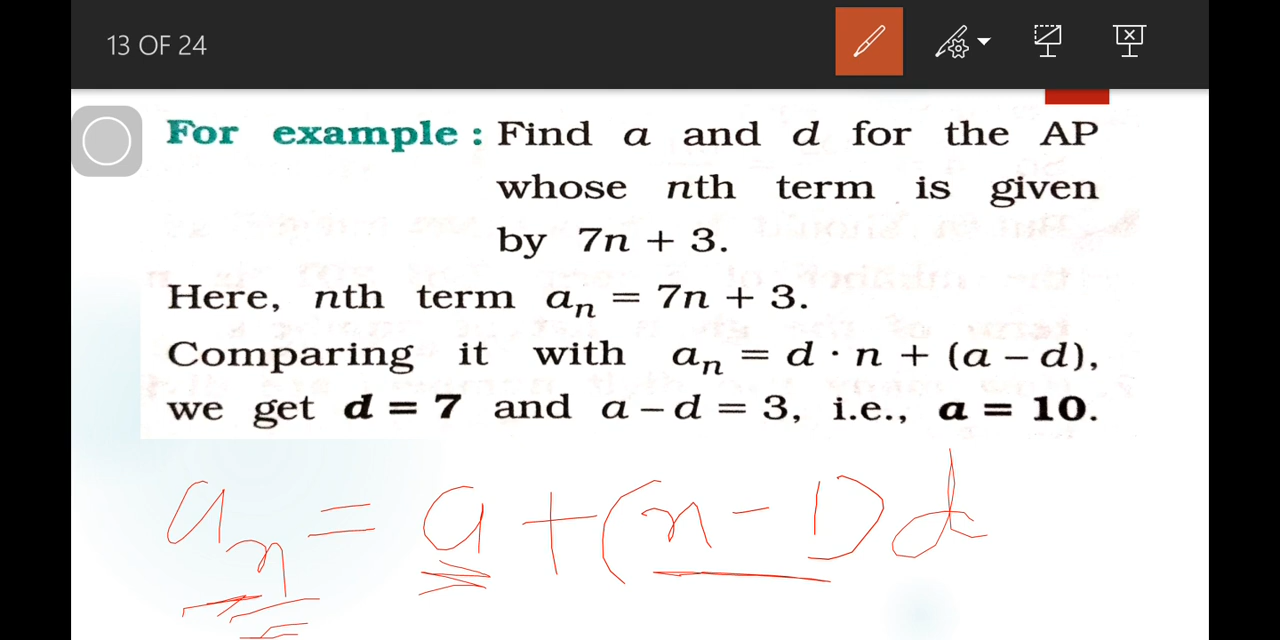 13 OF 24
For example : Find a and d for the AP
whose nth term is given
by 7n + 3.
Here, nth term aₙ = 7n + 3.
Comparing it with aₙ = d · n + (a – d),
we get d = 7 and a – d = 3, i.e., a = 10.
aₙ = a + (n – 1) d